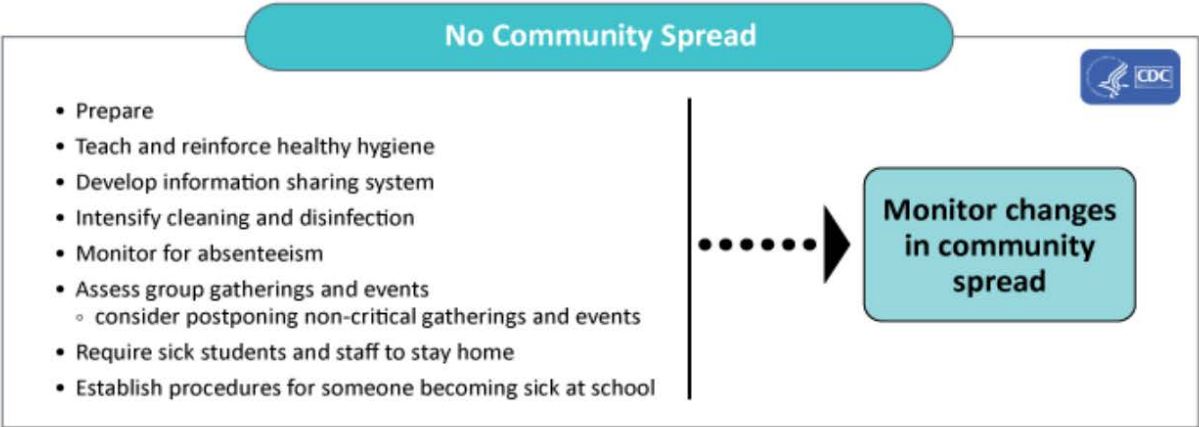 No Community Spread
CDC
• Prepare
• Teach and reinforce healthy hygiene
• Develop information sharing system
• Intensify cleaning and disinfection
• Monitor for absenteeism
• Assess group gatherings and events
◦ consider postponing non-critical gatherings and events
• Require sick students and staff to stay home
• Establish procedures for someone becoming sick at school
Monitor changes
in community
spread